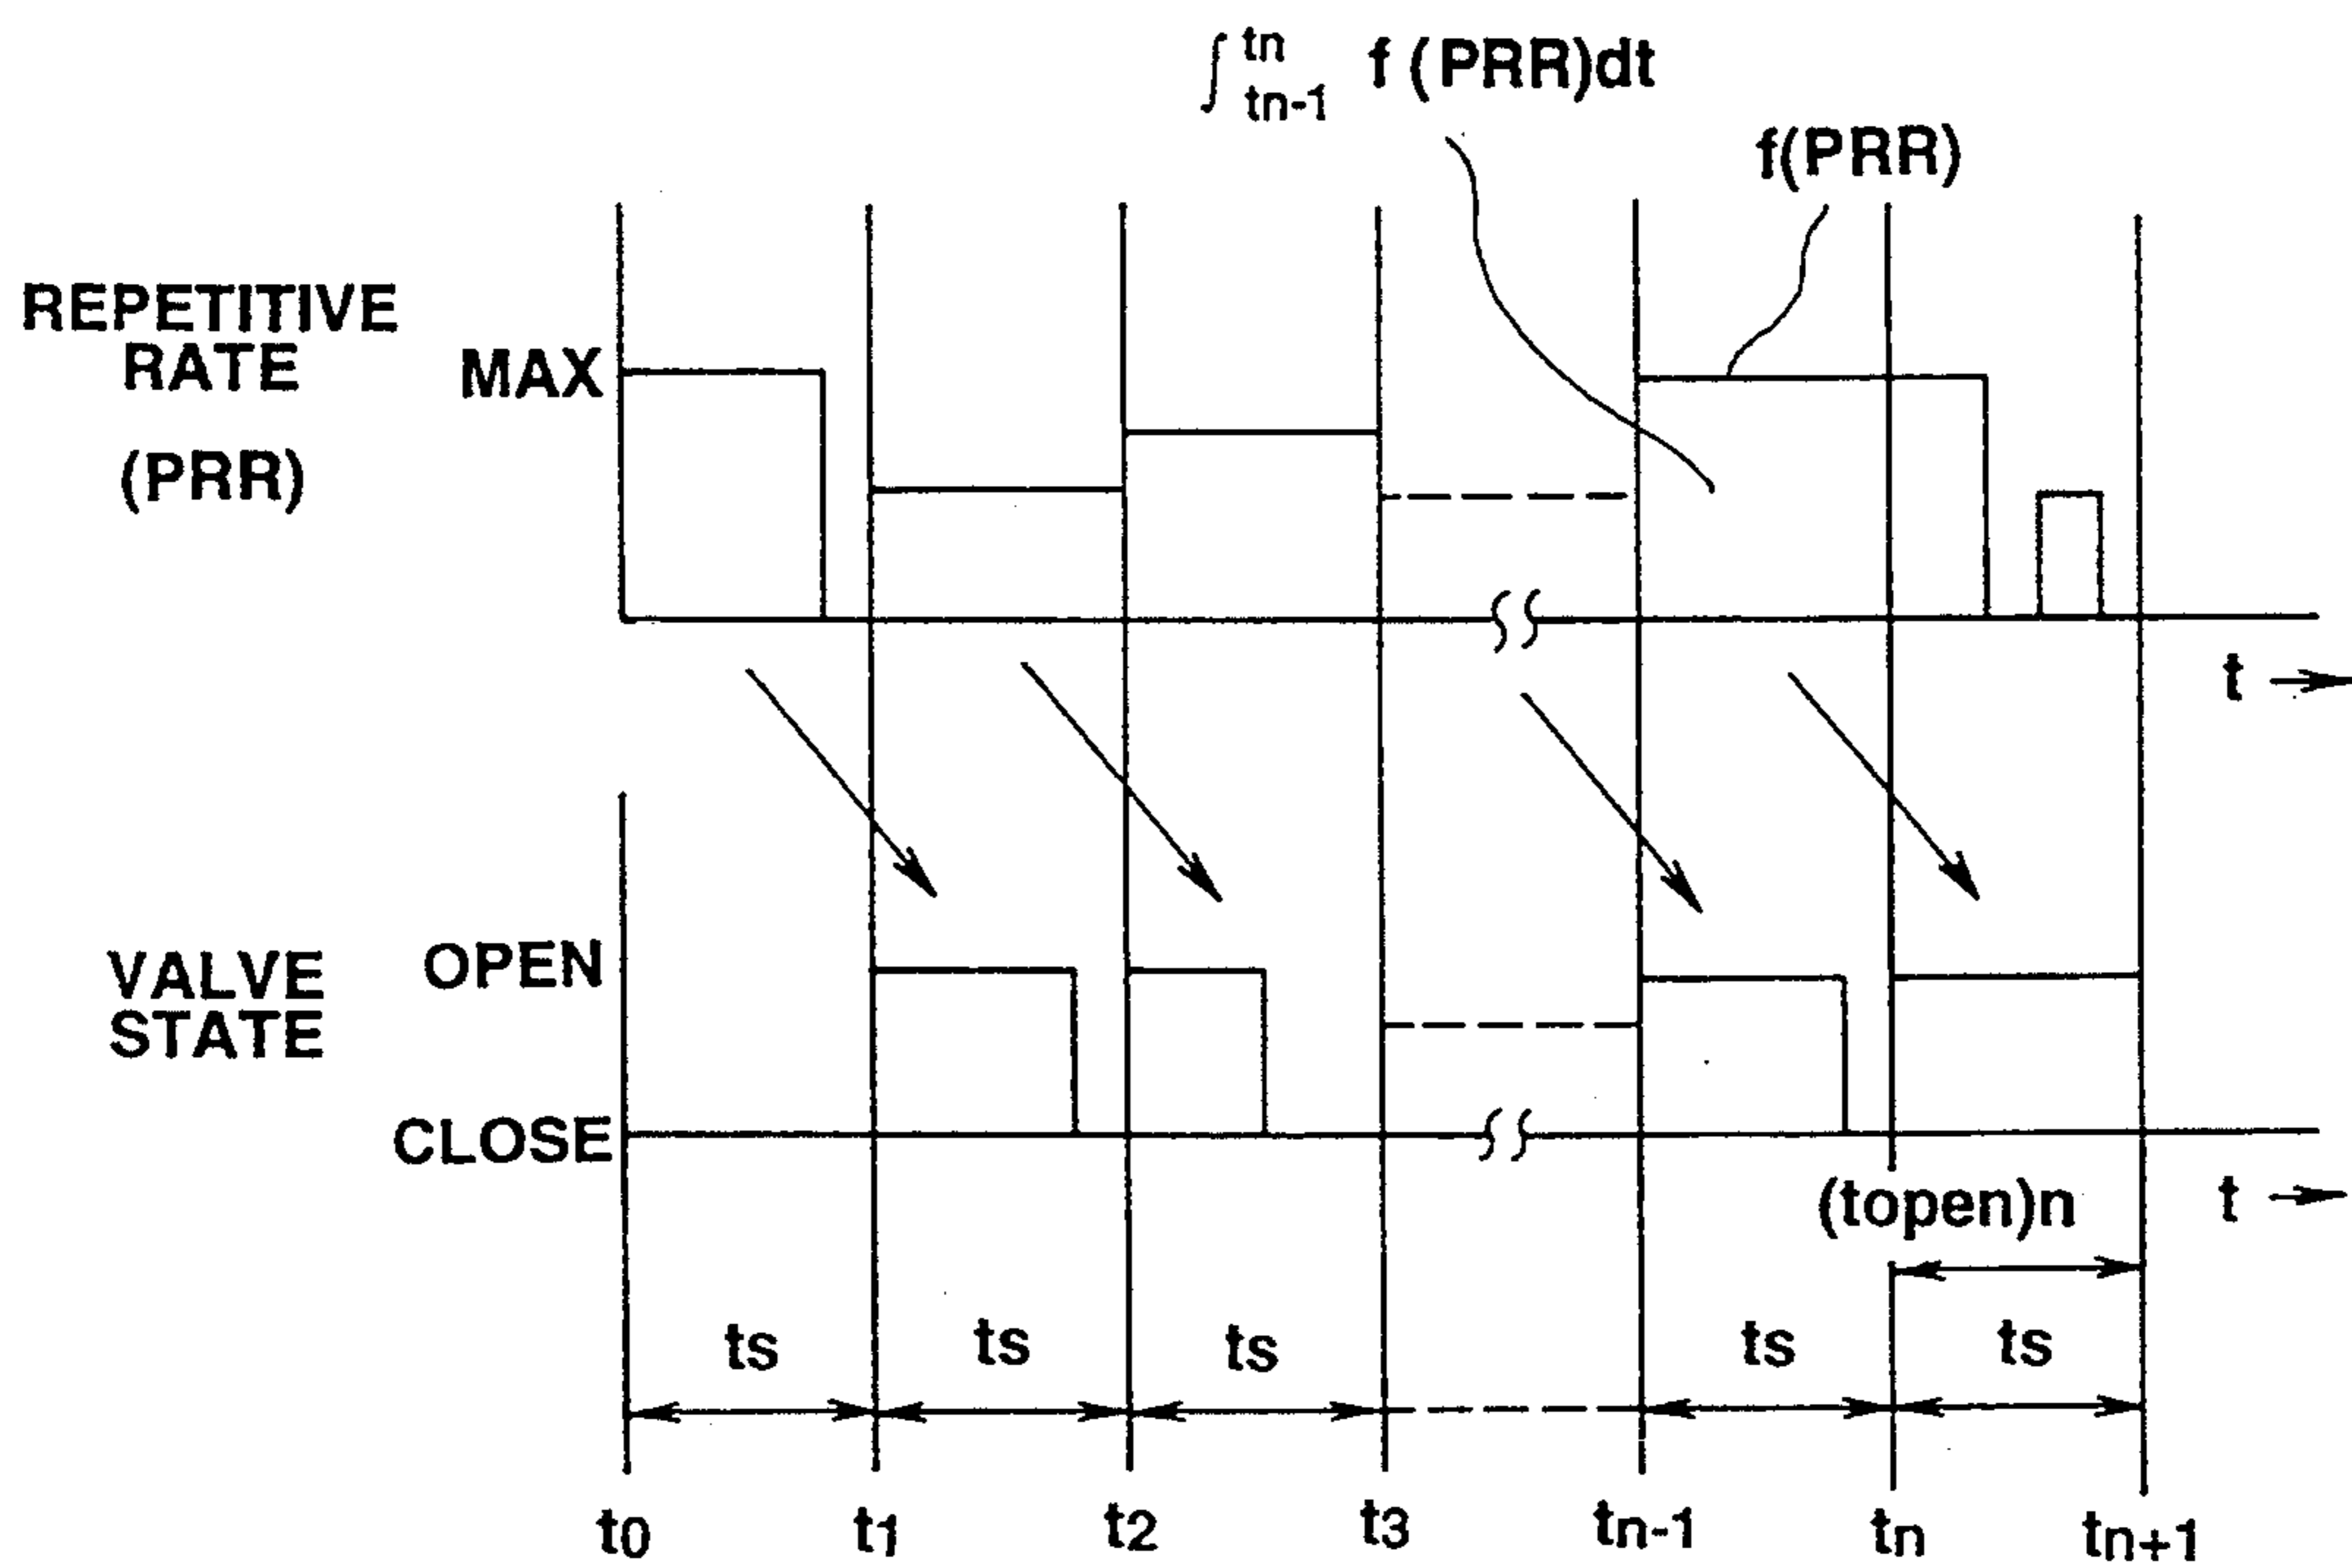 ∫ tn tn-1 f (PRR)dt
f(PRR)
REPETITIVE
RATE
(PRR)
MAX
t
VALVE
STATE
OPEN
CLOSE
(topen)n
t
ts ts ts ts ts
t0 t1 t2 t3 tn-1 tn tn+1